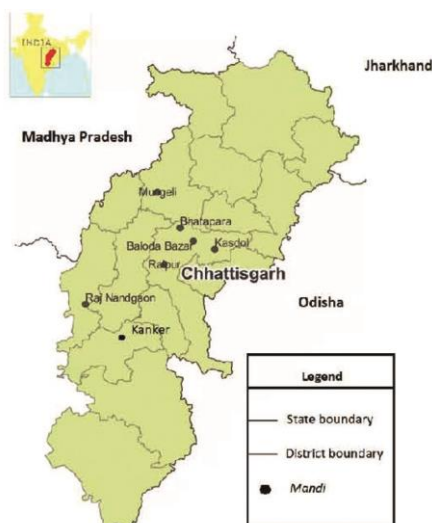 INDIA
Jharkhand
Madhya Pradesh
Mungeli
Bhatapara
Baloda Bazar
Kasdol
Raipur
Chhattisgarh
Raj Nandgaon
Odisha
Kanker
Legend
State boundary
District boundary
Mandi